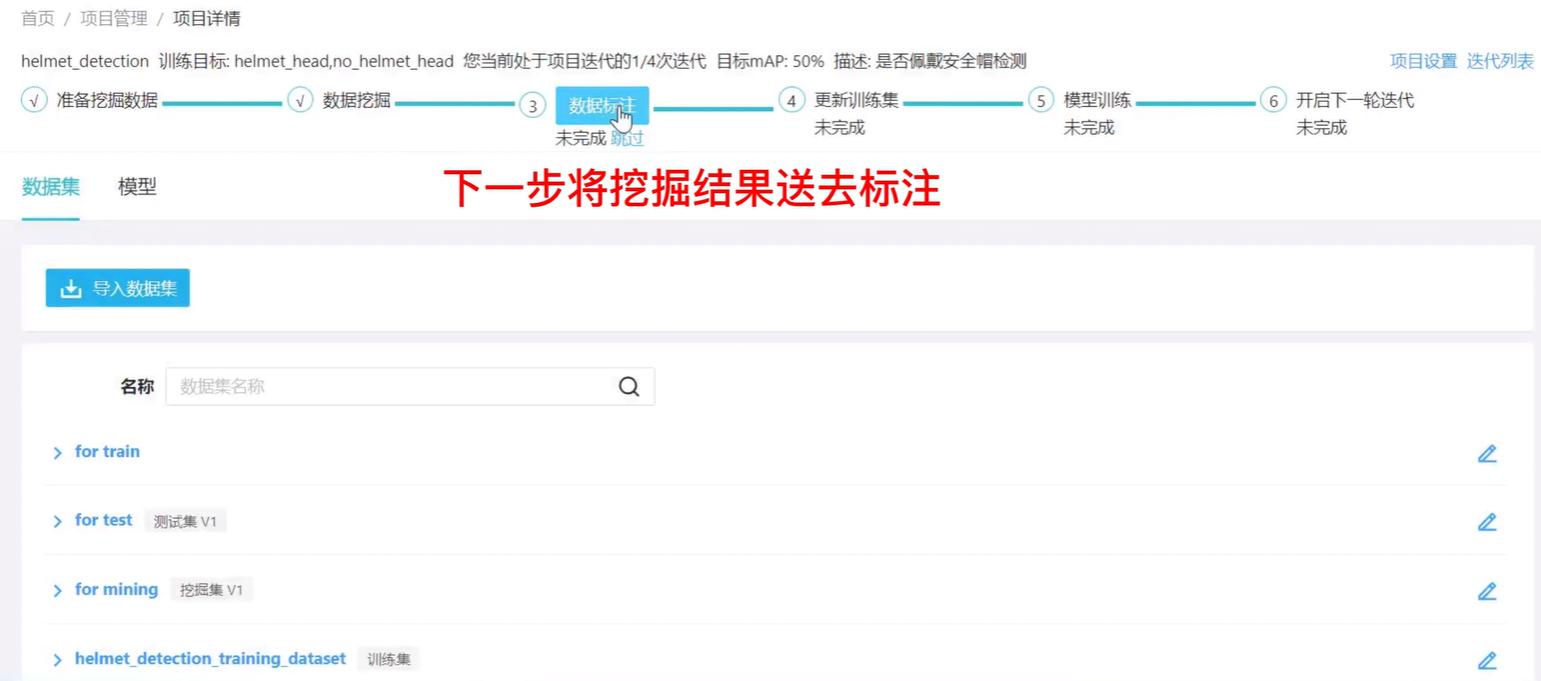 首页 / 项目管理 / 项目详情
helmet_detection 训练目标: helmet_head,no_helmet_head 您当前处于项目迭代的1/4次迭代 目标mAP: 50% 描述: 是否佩戴安全帽检测 项目设置 迭代列表
√ 准备挖掘数据 √ 数据挖掘 3 数据标注 4 更新训练集 5 模型训练 6 开启下一轮迭代
未完成 跳过 未完成 未完成 未完成
数据集 模型
下一步将挖掘结果送去标注
导入数据集
名称 数据集名称
for train
for test 测试集 V1
for mining 挖掘集 V1
helmet_detection_training_dataset 训练集